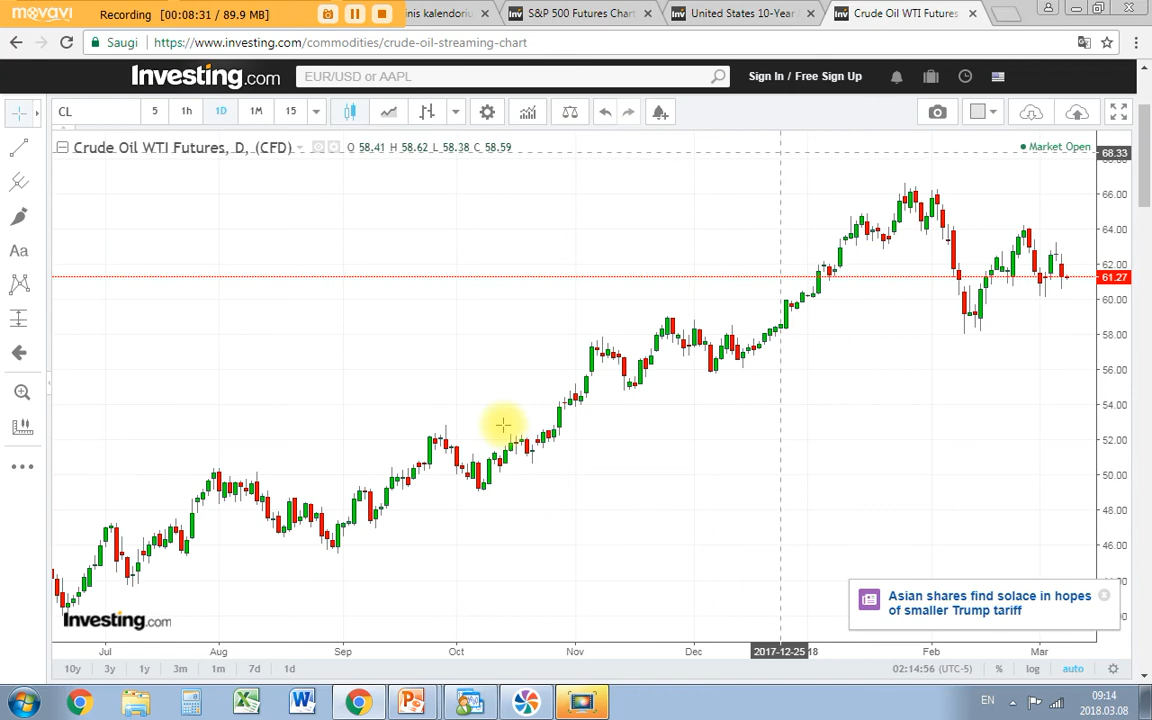 movavi
Recording [00:08:31 / 89.9 MB]
inis kalendoriu
S&P 500 Futures Chart
United States 10-Year
Crude Oil WTI Futures
Saugi
https://www.investing.com/commodities/crude-oil-streaming-chart
Investing.com
EUR/USD or AAPL
Sign In / Free Sign Up
CL
5
1h
1D
1M
15
Crude Oil WTI Futures, D, (CFD)
O 58.41 H 58.62 L 58.38 C 58.59
Market Open
68.33
66.00
64.00
62.00
61.27
60.00
58.00
56.00
54.00
52.00
50.00
48.00
46.00
Aa
Asian shares find solace in hopes
of smaller Trump tariff
Investing.com
Jul
Aug
Sep
Oct
Nov
Dec
2017-12-25
18
Feb
Mar
10y
3y
1y
3m
1m
7d
1d
02:14:56 (UTC-5)
%
log
auto
EN
09:14
2018.03.08